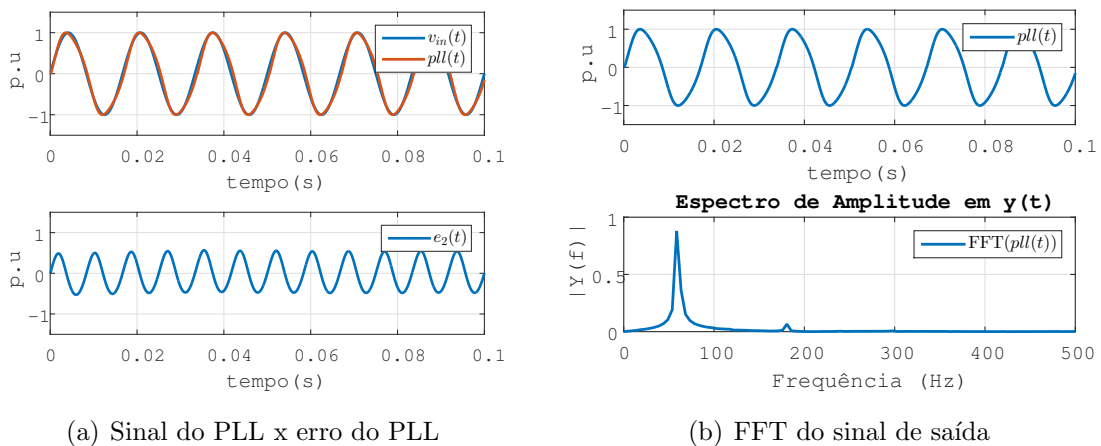 p.u
1
0
−1
v_in(t)
pll(t)
0 0.02 0.04 0.06 0.08 0.1
tempo(s)
p.u
1
0
−1
e_2(t)
0 0.02 0.04 0.06 0.08 0.1
tempo(s)
(a) Sinal do PLL x erro do PLL
p.u
1
0
−1
pll(t)
0 0.02 0.04 0.06 0.08 0.1
tempo(s)
Espectro de Amplitude em y(t)
|Y(f)|
1
0.5
0
FFT(pll(t))
0 100 200 300 400 500
Frequência (Hz)
(b) FFT do sinal de saída